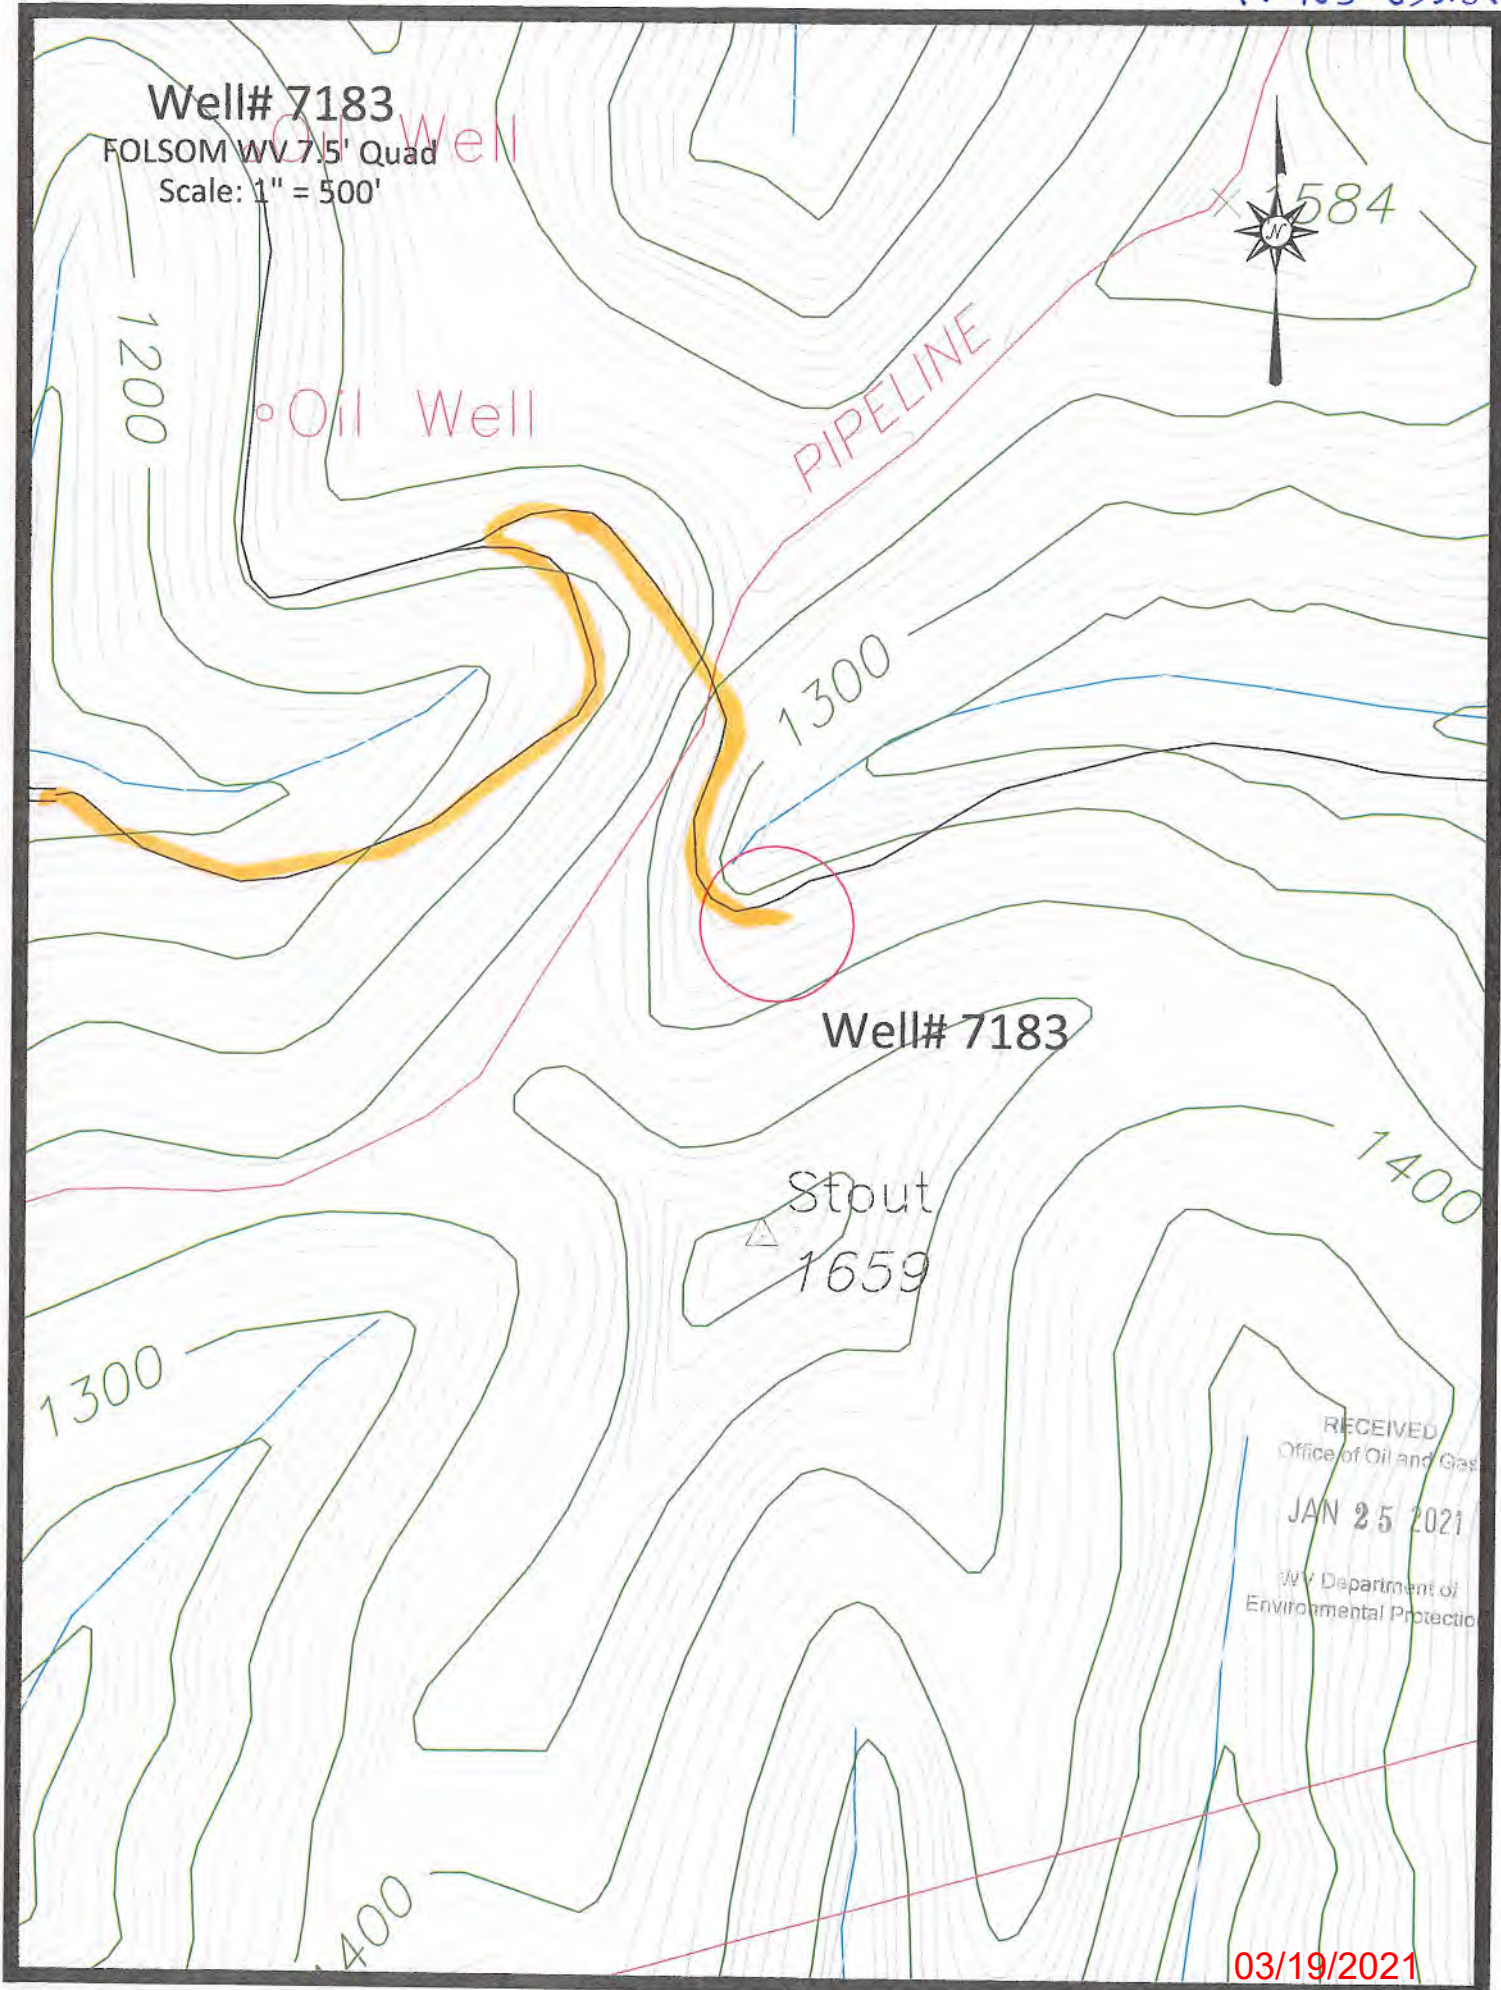 Well# 7183
FOLSOM WV 7.5' Quad
Scale: 1" = 500'
Oil Well
N
1584
1200
Oil Well
PIPELINE
1300
Well# 7183
1400
Stout
1659
1300
RECEIVED
Office of Oil and Gas
JAN 25 2021
WV Department of
Environmental Protectio
1400
03/19/2021